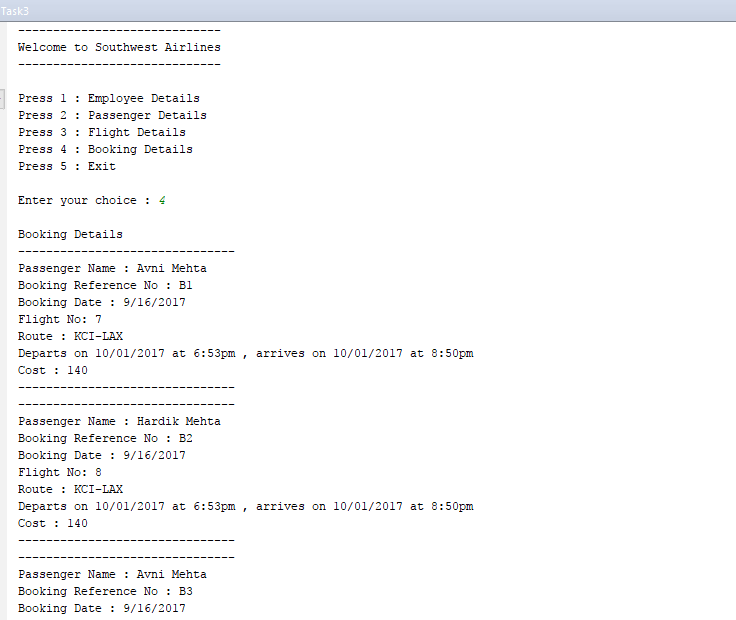 Task3
-----------------------------
Welcome to Southwest Airlines
-----------------------------
Press 1 : Employee Details
Press 2 : Passenger Details
Press 3 : Flight Details
Press 4 : Booking Details
Press 5 : Exit
Enter your choice : 4
Booking Details
-------------------------------
Passenger Name : Avni Mehta
Booking Reference No : B1
Booking Date : 9/16/2017
Flight No: 7
Route : KCI-LAX
Departs on 10/01/2017 at 6:53pm , arrives on 10/01/2017 at 8:50pm
Cost : 140
-------------------------------
-------------------------------
Passenger Name : Hardik Mehta
Booking Reference No : B2
Booking Date : 9/16/2017
Flight No: 8
Route : KCI-LAX
Departs on 10/01/2017 at 6:53pm , arrives on 10/01/2017 at 8:50pm
Cost : 140
-------------------------------
-------------------------------
Passenger Name : Avni Mehta
Booking Reference No : B3
Booking Date : 9/16/2017